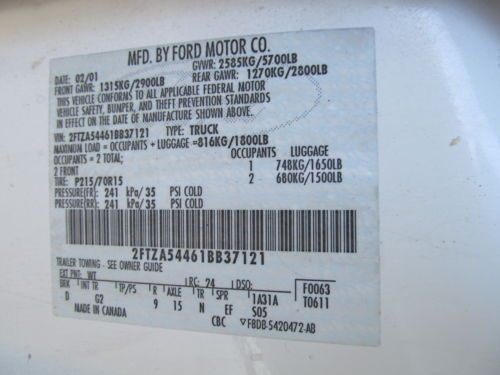 MFD. BY FORD MOTOR CO.
DATE: 02/01 GVWR: 2585KG/5700LB
FRONT GAWR: 1315KG/2900LB REAR GAWR: 1270KG/2800LB
THIS VEHICLE CONFORMS TO ALL APPLICABLE FEDERAL MOTOR
VEHICLE SAFETY, BUMPER, AND THEFT PREVENTION STANDARDS
IN EFFECT ON THE DATE OF MANUFACTURE SHOWN ABOVE.
VIN: 2FTZA54461BB37121 TYPE: TRUCK
MAXIMUM LOAD = OCCUPANTS + LUGGAGE = 816KG/1800LB
OCCUPANTS = 2 TOTAL; OCCUPANTS LUGGAGE
2 FRONT 1 748KG/1650LB
TIRE P215/70R15 2 680KG/1500LB
PRESSURE(FR): 241 kPa/ 35 PSI COLD
PRESSURE(RR): 241 kPa/ 35 PSI COLD
2FTZA54461BB37121
TRAILER TOWING - SEE OWNER GUIDE
EXT PNT: WT RC: 24 DSO: F0063
BRK INT TR TP/PS R AXLE TR SPR 1A31A T0611
D G2 9 15 N EF S05
MADE IN CANADA CBC F8DB-5420472-AB